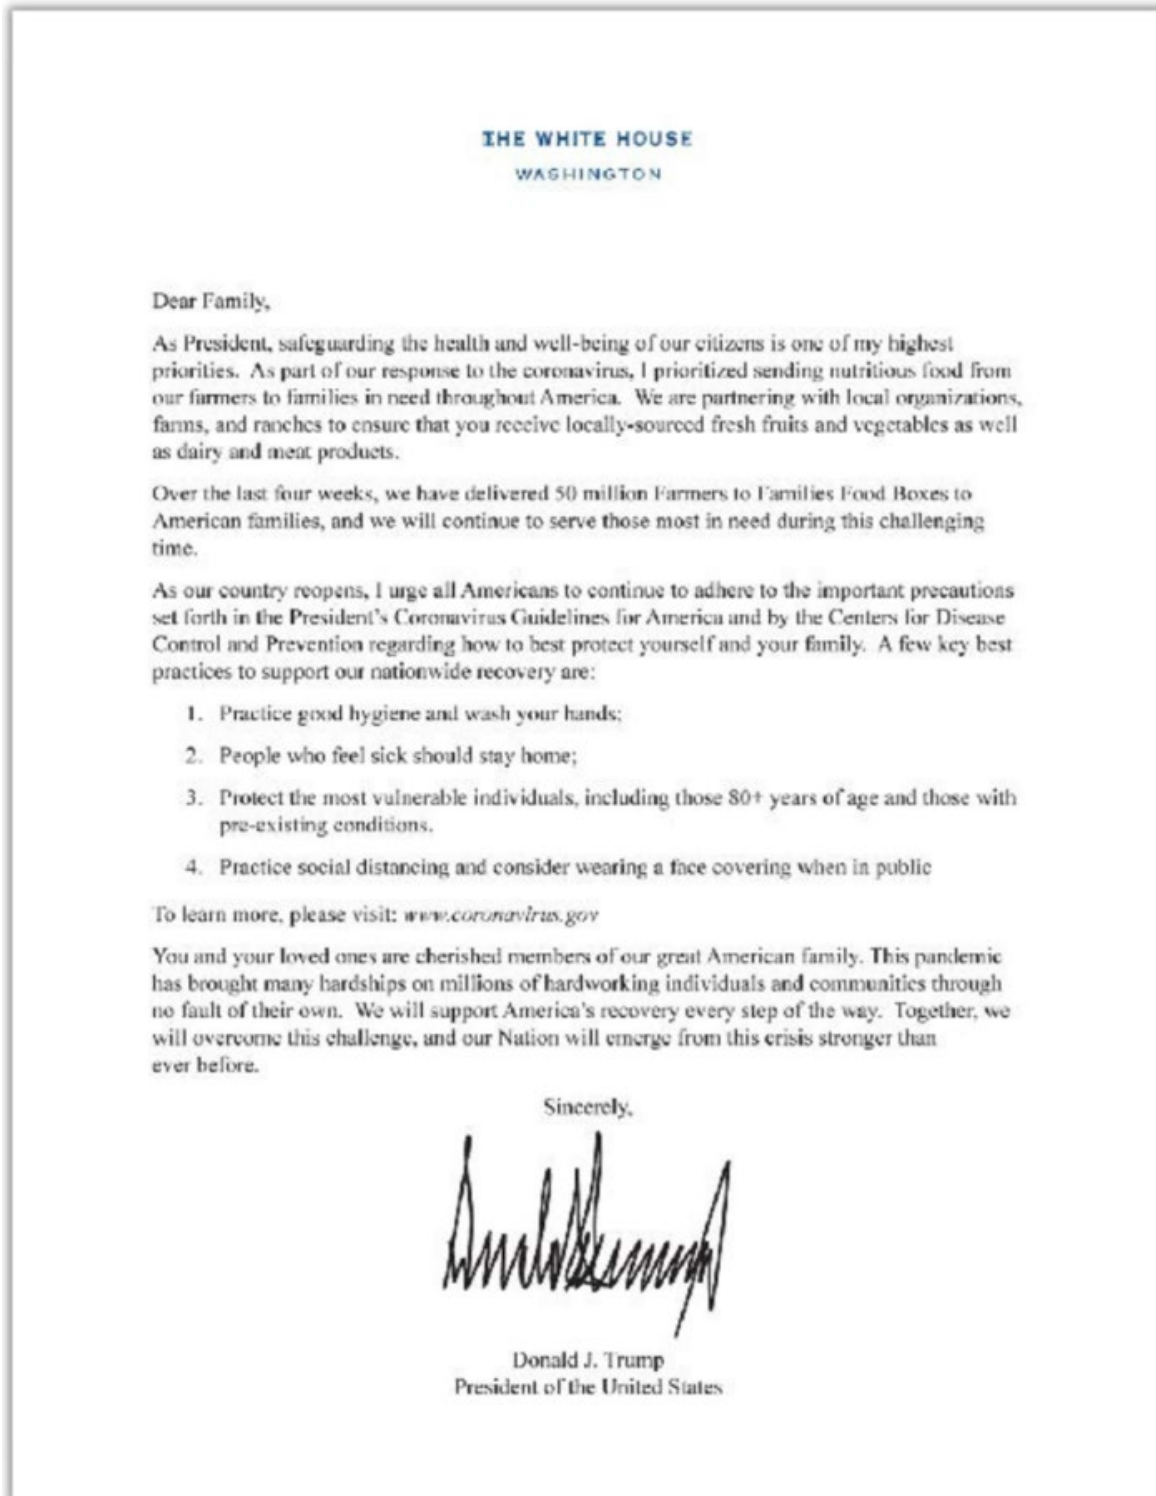 THE WHITE HOUSE
WASHINGTON
Dear Family,
As President, safeguarding the health and well-being of our citizens is one of my highest
priorities. As part of our response to the coronavirus, I prioritized sending nutritious food from
our farmers to families in need throughout America. We are partnering with local organizations,
farms, and ranches to ensure that you receive locally-sourced fresh fruits and vegetables as well
as dairy and meat products.
Over the last four weeks, we have delivered 50 million Farmers to Families Food Boxes to
American families, and we will continue to serve those most in need during this challenging
time.
As our country reopens, I urge all Americans to continue to adhere to the important precautions
set forth in the President's Coronavirus Guidelines for America and by the Centers for Disease
Control and Prevention regarding how to best protect yourself and your family. A few key best
practices to support our nationwide recovery are:
1. Practice good hygiene and wash your hands;
2. People who feel sick should stay home;
3. Protect the most vulnerable individuals, including those 80+ years of age and those with
pre-existing conditions.
4. Practice social distancing and consider wearing a face covering when in public
To learn more, please visit: www.coronavirus.gov
You and your loved ones are cherished members of our great American family. This pandemic
has brought many hardships on millions of hardworking individuals and communities through
no fault of their own. We will support America's recovery every step of the way. Together, we
will overcome this challenge, and our Nation will emerge from this crisis stronger than
ever before.
Sincerely,
Donald J. Trump
President of the United States